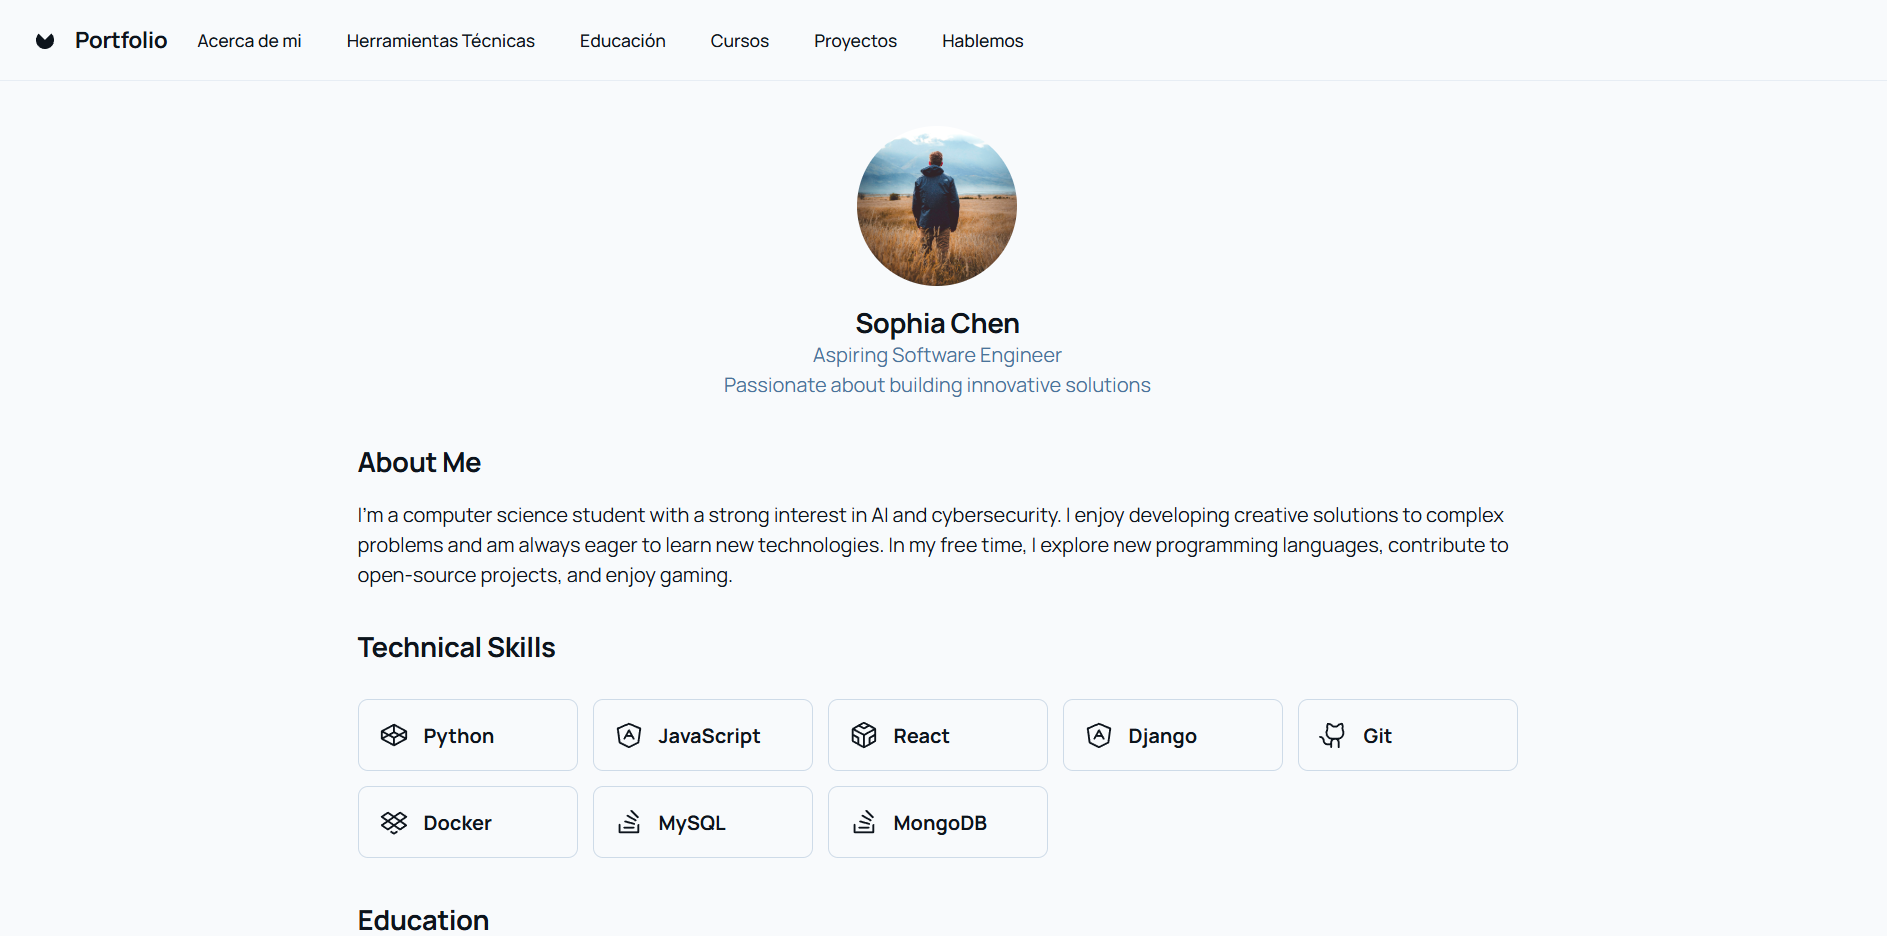 Portfolio
Acerca de mi
Herramientas Técnicas
Educación
Cursos
Proyectos
Hablemos
Sophia Chen
Aspiring Software Engineer
Passionate about building innovative solutions
About Me
I'm a computer science student with a strong interest in AI and cybersecurity. I enjoy developing creative solutions to complex
problems and am always eager to learn new technologies. In my free time, I explore new programming languages, contribute to
open-source projects, and enjoy gaming.
Technical Skills
Python
JavaScript
React
Django
Git
Docker
MySQL
MongoDB
Education